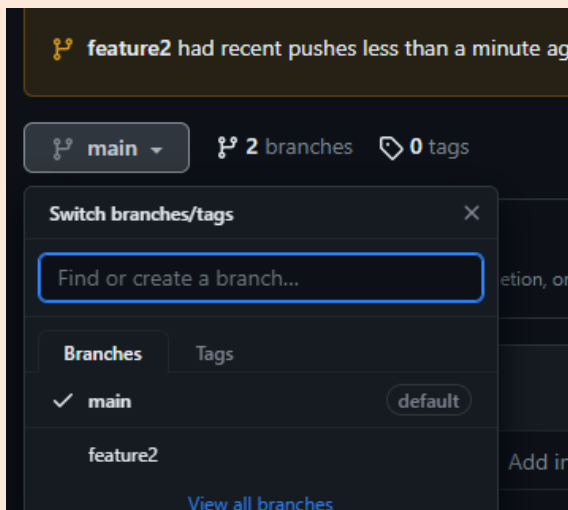 feature2 had recent pushes less than a minute ag
main 2 branches 0 tags
Switch branches/tags
Find or create a branch...
etion, or
Branches Tags
main default
feature2
Add in
View all branches